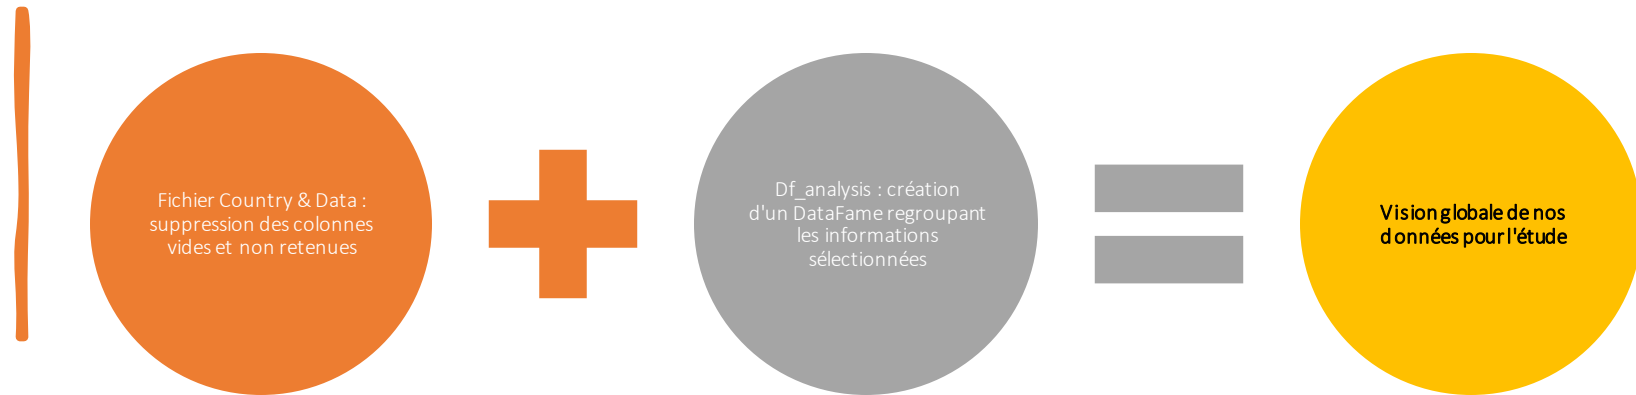 Fichier Country & Data :
suppression des colonnes
vides et non retenues
Df_analysis : création
d'un DataFame regroupant
les informations
sélectionnées
Vision globale de nos
données pour l'étude